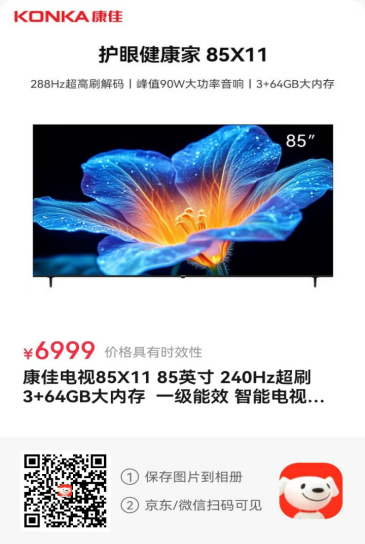 KONKA 康佳
护眼健康家 85X11
288Hz超高刷解码丨峰值90W大功率音响丨3+64GB大内存
85”
¥6999 价格具有时效性
康佳电视85X11 85英寸 240Hz超刷
3+64GB大内存 一级能效 智能电视...
① 保存图片到相册
② 京东/微信扫码可见